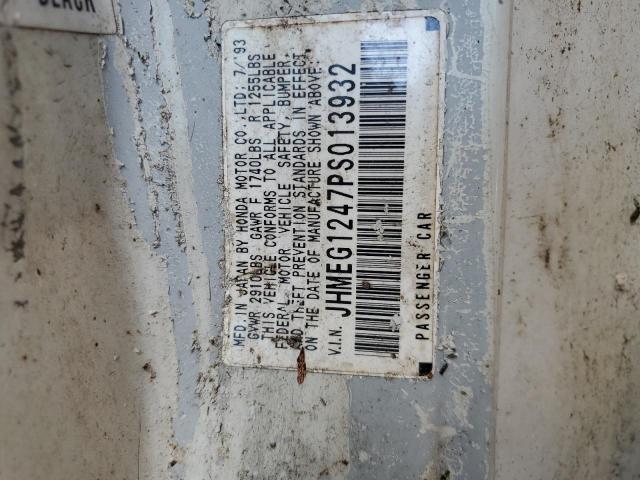 BLACK
MFD. IN JAPAN BY HONDA MOTOR CO.,LTD.: 7/'93
GVWR 2910LBS GAWR F 1740LBS R 1255LBS
THIS VEHICLE CONFORMS TO ALL APPLICABLE
FEDERAL MOTOR VEHICLE SAFETY, BUMPER,
AND THEFT PREVENTION STANDARDS IN EFFECT
ON THE DATE OF MANUFACTURE SHOWN ABOVE.
V.I.N. JHMEG1247PS013932
PASSENGER CAR